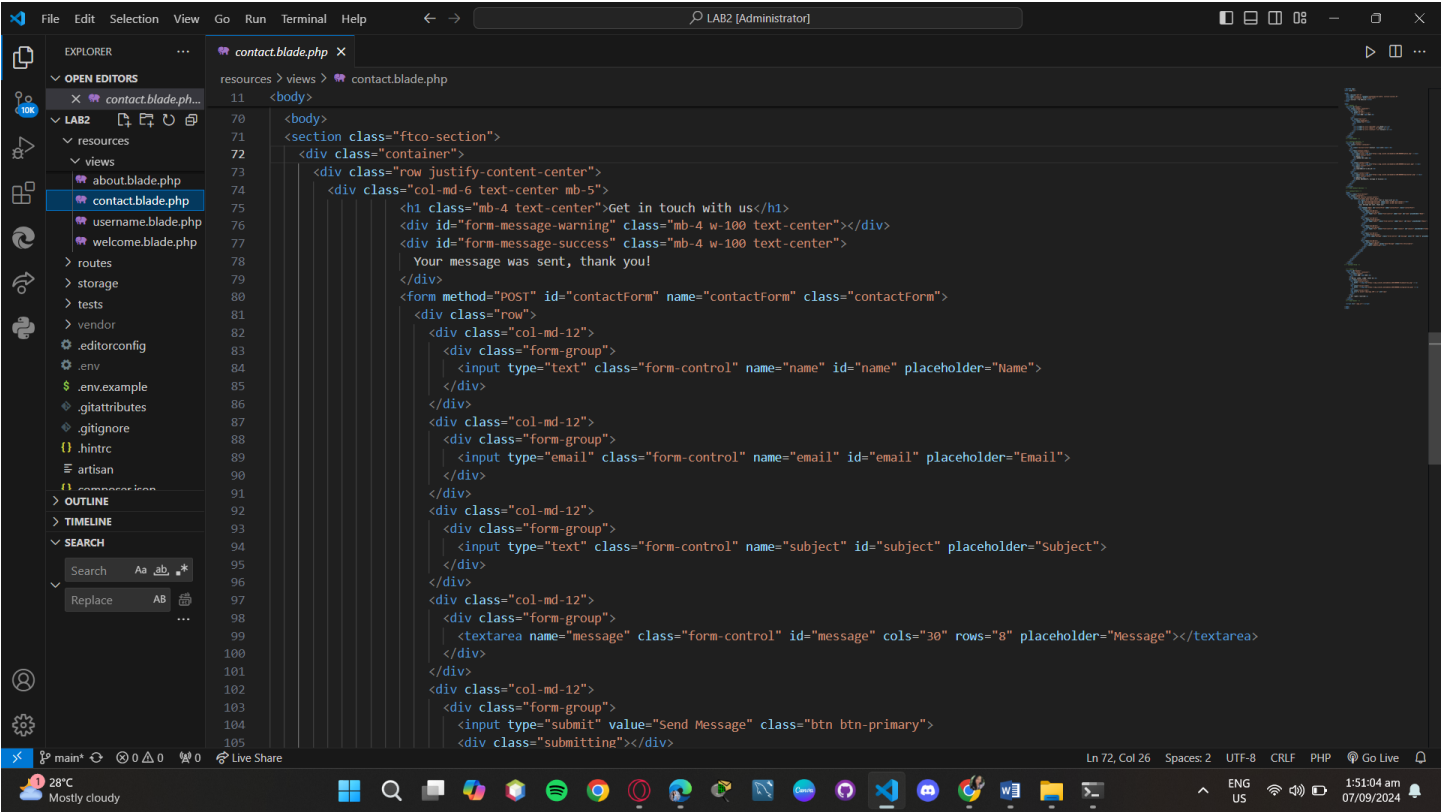 File Edit Selection View Go Run Terminal Help
LAB2 [Administrator]
EXPLORER
contact.blade.php
OPEN EDITORS
contact.blade.ph...
resources > views > contact.blade.php
10K
LAB2
resources
views
about.blade.php
contact.blade.php
username.blade.php
welcome.blade.php
routes
storage
tests
vendor
.editorconfig
.env
.env.example
.gitattributes
.gitignore
.hintrc
artisan
composer.json
OUTLINE
TIMELINE
SEARCH
Search Aa ab .*
Replace AB
11 <body>
70 <body>
71 <section class="ftco-section">
72 <div class="container">
73 <div class="row justify-content-center">
74 <div class="col-md-6 text-center mb-5">
75 <h1 class="mb-4 text-center">Get in touch with us</h1>
76 <div id="form-message-warning" class="mb-4 w-100 text-center"></div>
77 <div id="form-message-success" class="mb-4 w-100 text-center">
78 Your message was sent, thank you!
79 </div>
80 <form method="POST" id="contactForm" name="contactForm" class="contactForm">
81 <div class="row">
82 <div class="col-md-12">
83 <div class="form-group">
84 <input type="text" class="form-control" name="name" id="name" placeholder="Name">
85 </div>
86 </div>
87 <div class="col-md-12">
88 <div class="form-group">
89 <input type="email" class="form-control" name="email" id="email" placeholder="Email">
90 </div>
91 </div>
92 <div class="col-md-12">
93 <div class="form-group">
94 <input type="text" class="form-control" name="subject" id="subject" placeholder="Subject">
95 </div>
96 </div>
97 <div class="col-md-12">
98 <div class="form-group">
99 <textarea name="message" class="form-control" id="message" cols="30" rows="8" placeholder="Message"></textarea>
100 </div>
101 </div>
102 <div class="col-md-12">
103 <div class="form-group">
104 <input type="submit" value="Send Message" class="btn btn-primary">
105 <div class="submitting"></div>
main* 0 0 0 Live Share
Ln 72, Col 26 Spaces: 2 UTF-8 CRLF PHP Go Live
1
28°C
Mostly cloudy
Canva
ENG
US
1:51:04 am
07/09/2024